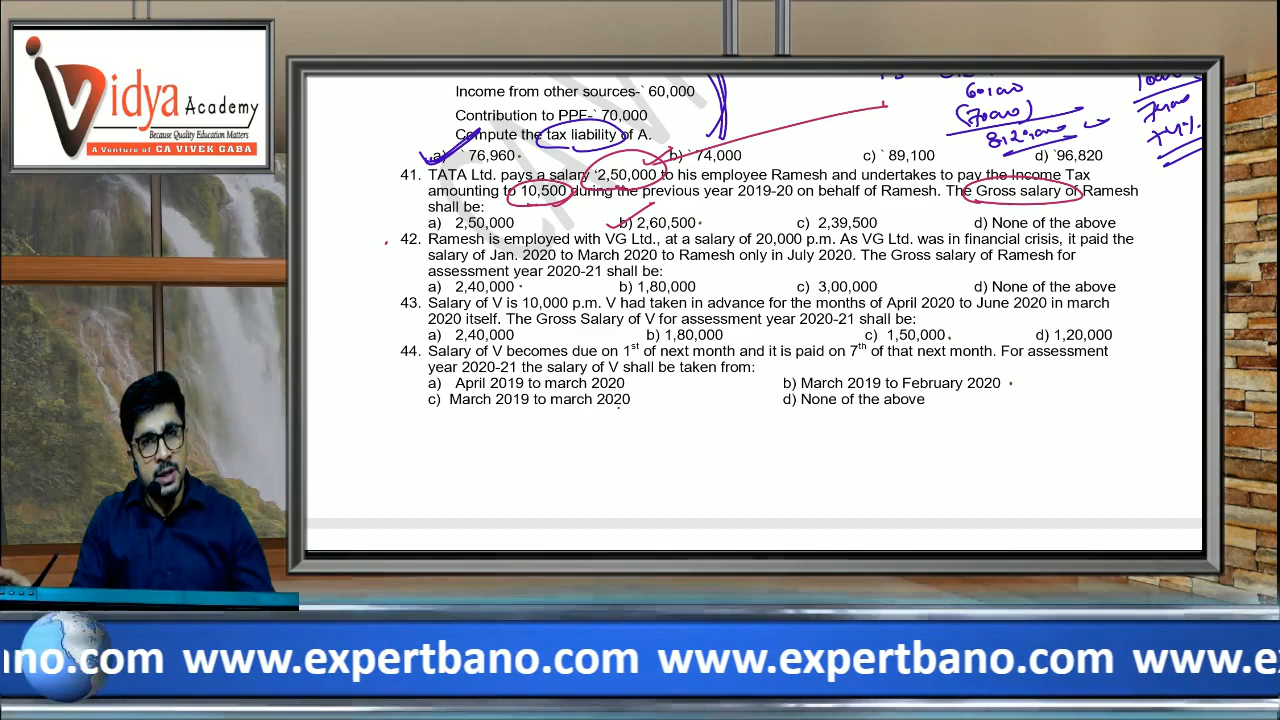 Vidya Academy
Because Quality Education Matters
A Venture of CA VIVEK GABA
Income from other sources-` 60,000
Contribution to PPF-` 70,000
Compute the tax liability of A.
a) ` 76,960 b) `74,000 c) ` 89,100 d) `96,820
41. TATA Ltd. pays a salary `2,50,000 to his employee Ramesh and undertakes to pay the Income Tax
amounting to 10,500 during the previous year 2019-20 on behalf of Ramesh. The Gross salary of Ramesh
shall be:
a) 2,50,000 b) 2,60,500 c) 2,39,500 d) None of the above
42. Ramesh is employed with VG Ltd., at a salary of 20,000 p.m. As VG Ltd. was in financial crisis, it paid the
salary of Jan. 2020 to March 2020 to Ramesh only in July 2020. The Gross salary of Ramesh for
assessment year 2020-21 shall be:
a) 2,40,000 b) 1,80,000 c) 3,00,000 d) None of the above
43. Salary of V is 10,000 p.m. V had taken in advance for the months of April 2020 to June 2020 in march
2020 itself. The Gross Salary of V for assessment year 2020-21 shall be:
a) 2,40,000 b) 1,80,000 c) 1,50,000 d) 1,20,000
44. Salary of V becomes due on 1st of next month and it is paid on 7th of that next month. For assessment
year 2020-21 the salary of V shall be taken from:
a) April 2019 to march 2020 b) March 2019 to February 2020
c) March 2019 to march 2020 d) None of the above
no.com www.expertbano.com www.expertbano.com www.e